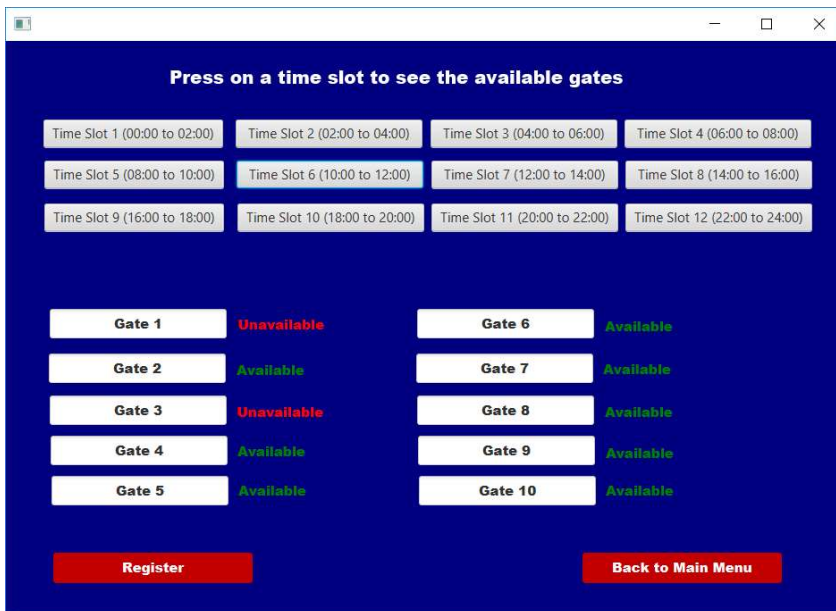 Press on a time slot to see the available gates
Time Slot 1 (00:00 to 02:00) Time Slot 2 (02:00 to 04:00) Time Slot 3 (04:00 to 06:00) Time Slot 4 (06:00 to 08:00)
Time Slot 5 (08:00 to 10:00) Time Slot 6 (10:00 to 12:00) Time Slot 7 (12:00 to 14:00) Time Slot 8 (14:00 to 16:00)
Time Slot 9 (16:00 to 18:00) Time Slot 10 (18:00 to 20:00) Time Slot 11 (20:00 to 22:00) Time Slot 12 (22:00 to 24:00)
Gate 1 Unavailable Gate 6 Available
Gate 2 Available Gate 7 Available
Gate 3 Unavailable Gate 8 Available
Gate 4 Available Gate 9 Available
Gate 5 Available Gate 10 Available
Register Back to Main Menu